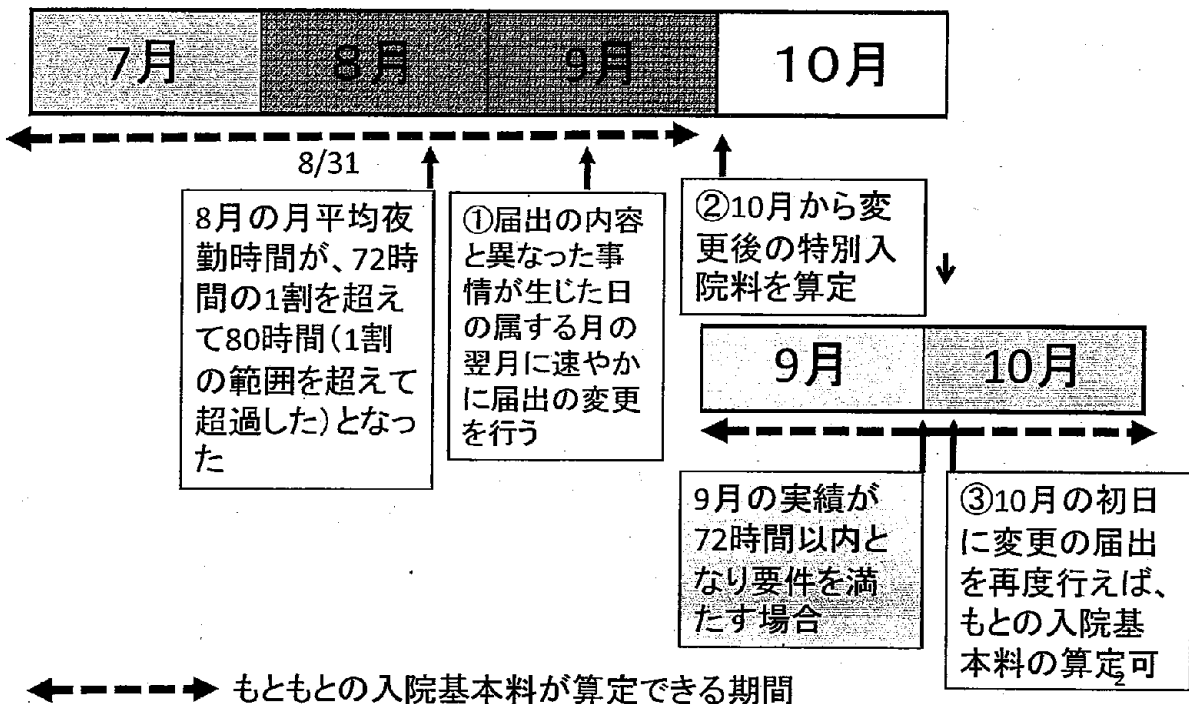 7月 8月 9月 10月
8/31
8月の月平均夜
勤時間が、72時
間の1割を超え
て80時間(1割
の範囲を超えて
超過した)となっ
た
①届出の内容
と異なった事
情が生じた日
の属する月の
翌月に速やか
に届出の変更
を行う
②10月から変
更後の特別入
院料を算定
9月 10月
9月の実績が
72時間以内と
なり要件を満
たす場合
③10月の初日
に変更の届出
を再度行えば、
もとの入院基
本料の算定可
2
もともとの入院基本料が算定できる期間